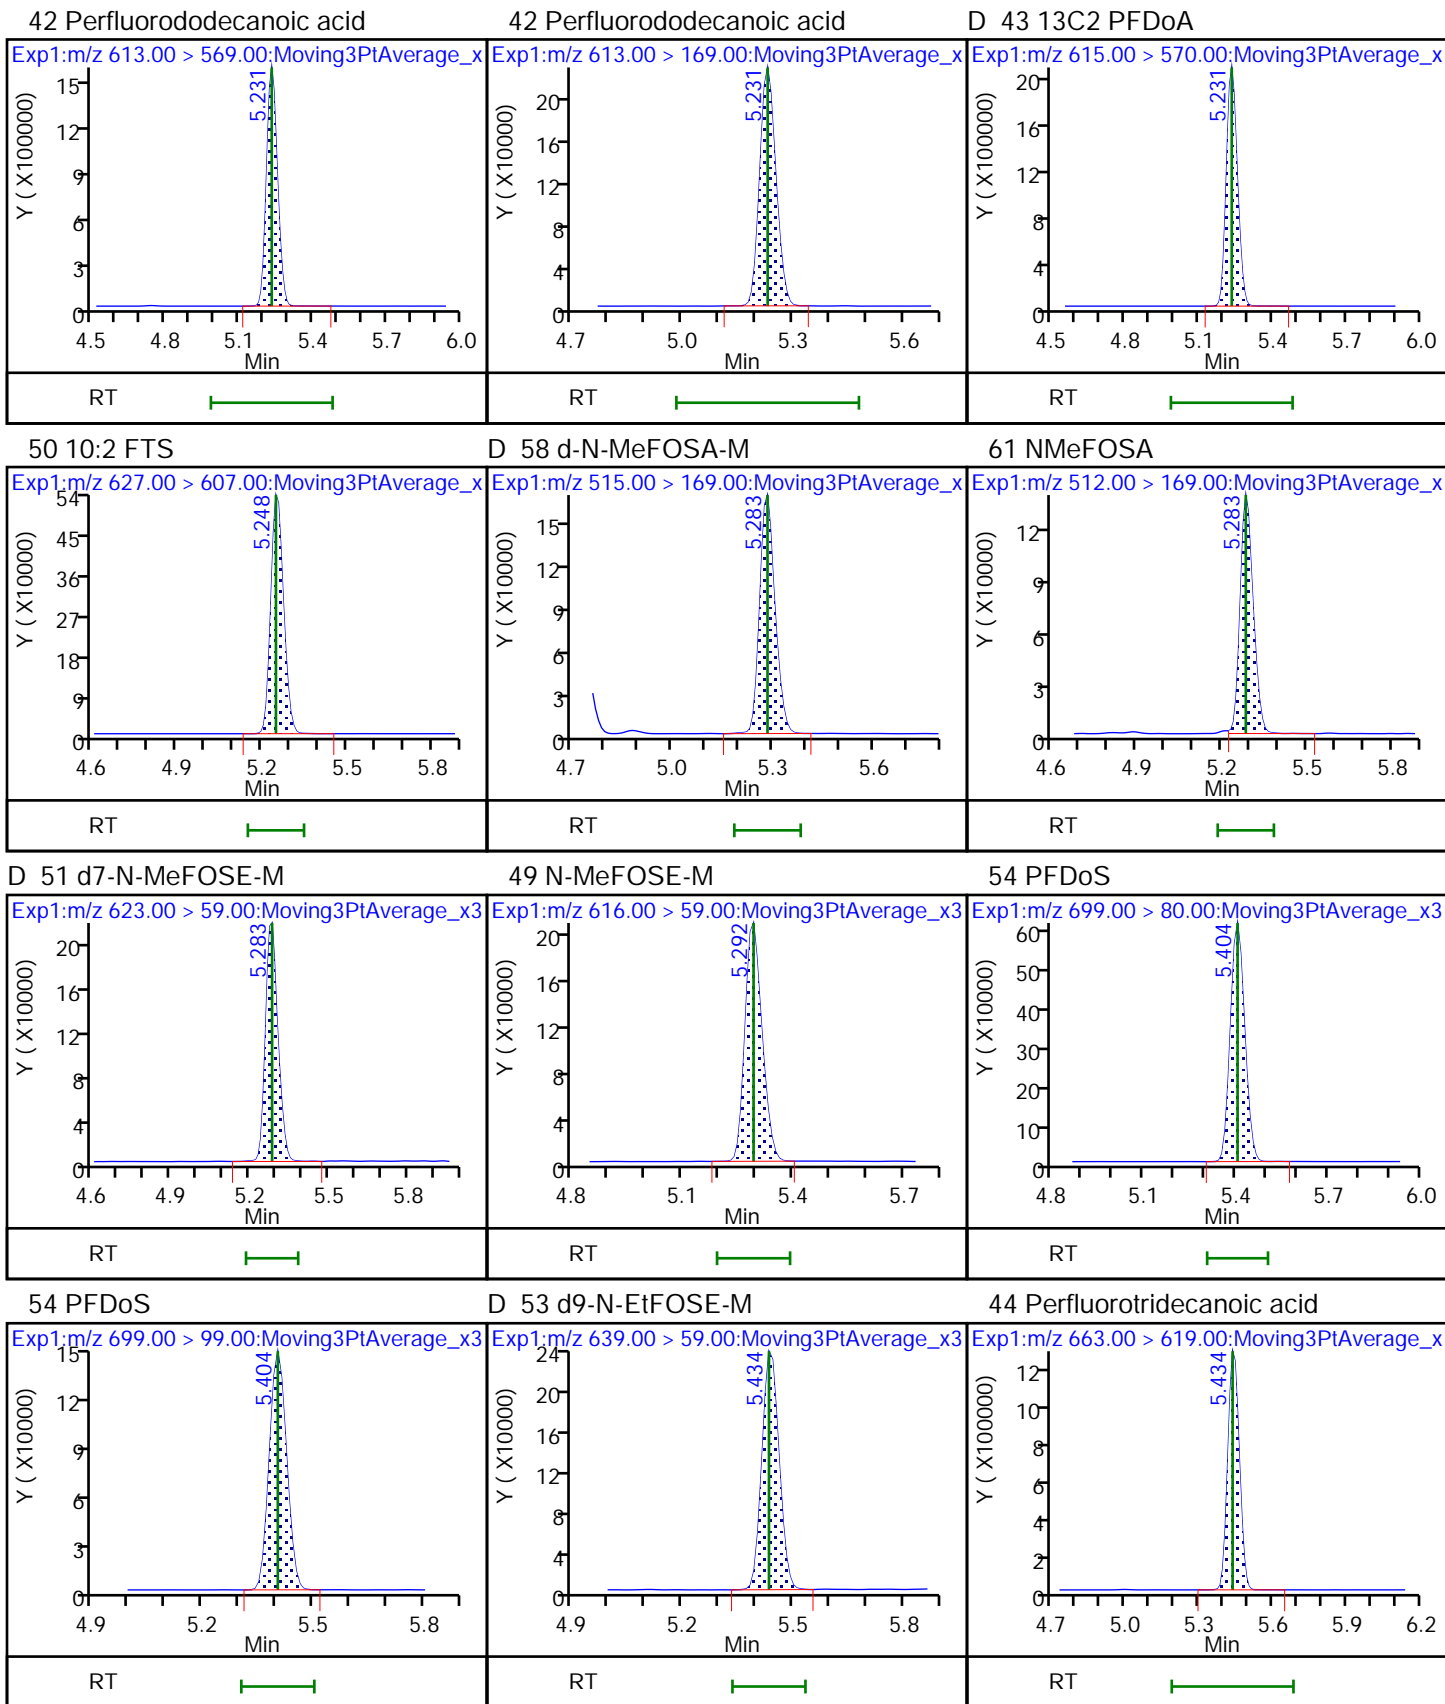 42 Perfluorododecanoic acid
Exp1:m/z 613.00 > 569.00:Moving3PtAverage_x
Y ( X100000)
15
12
9
6
3
0
5.231
4.5 4.8 5.1 5.4 5.7 6.0
Min
RT
42 Perfluorododecanoic acid
Exp1:m/z 613.00 > 169.00:Moving3PtAverage_x
Y ( X10000)
20
16
12
8
4
0
5.231
4.7 5.0 5.3 5.6
Min
RT
D 43 13C2 PFDoA
Exp1:m/z 615.00 > 570.00:Moving3PtAverage_x
Y ( X100000)
20
16
12
8
4
0
5.231
4.5 4.8 5.1 5.4 5.7 6.0
Min
RT
50 10:2 FTS
Exp1:m/z 627.00 > 607.00:Moving3PtAverage_x
Y ( X10000)
54
45
36
27
18
9
0
5.248
4.6 4.9 5.2 5.5 5.8
Min
RT
D 58 d-N-MeFOSA-M
Exp1:m/z 515.00 > 169.00:Moving3PtAverage_x
Y ( X10000)
15
12
9
6
3
0
5.283
4.7 5.0 5.3 5.6
Min
RT
61 NMeFOSA
Exp1:m/z 512.00 > 169.00:Moving3PtAverage_x
Y ( X10000)
12
9
6
3
0
5.283
4.6 4.9 5.2 5.5 5.8
Min
RT
D 51 d7-N-MeFOSE-M
Exp1:m/z 623.00 > 59.00:Moving3PtAverage_x3
Y ( X10000)
20
16
12
8
4
0
5.283
4.6 4.9 5.2 5.5 5.8
Min
RT
49 N-MeFOSE-M
Exp1:m/z 616.00 > 59.00:Moving3PtAverage_x3
Y ( X10000)
20
16
12
8
4
0
5.292
4.8 5.1 5.4 5.7
Min
RT
54 PFDoS
Exp1:m/z 699.00 > 80.00:Moving3PtAverage_x3
Y ( X10000)
60
50
40
30
20
10
0
5.404
4.8 5.1 5.4 5.7 6.0
Min
RT
54 PFDoS
Exp1:m/z 699.00 > 99.00:Moving3PtAverage_x3
Y ( X10000)
15
12
9
6
3
0
5.404
4.9 5.2 5.5 5.8
Min
RT
D 53 d9-N-EtFOSE-M
Exp1:m/z 639.00 > 59.00:Moving3PtAverage_x3
Y ( X10000)
24
20
16
12
8
4
0
5.434
4.9 5.2 5.5 5.8
Min
RT
44 Perfluorotridecanoic acid
Exp1:m/z 663.00 > 619.00:Moving3PtAverage_x
Y ( X100000)
12
10
8
6
4
2
0
5.434
4.7 5.0 5.3 5.6 5.9 6.2
Min
RT